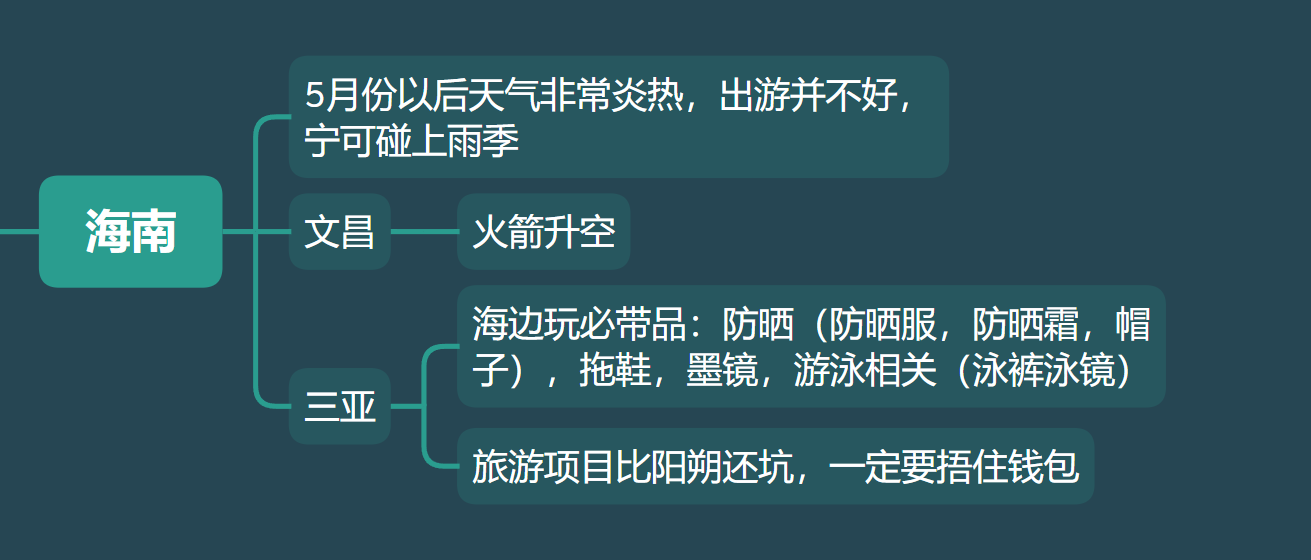 海南
5月份以后天气非常炎热，出游并不好，
宁可碰上雨季
文昌
火箭升空
三亚
海边玩必带品：防晒（防晒服，防晒霜，帽
子），拖鞋，墨镜，游泳相关（泳裤泳镜）
旅游项目比阳朔还坑，一定要捂住钱包